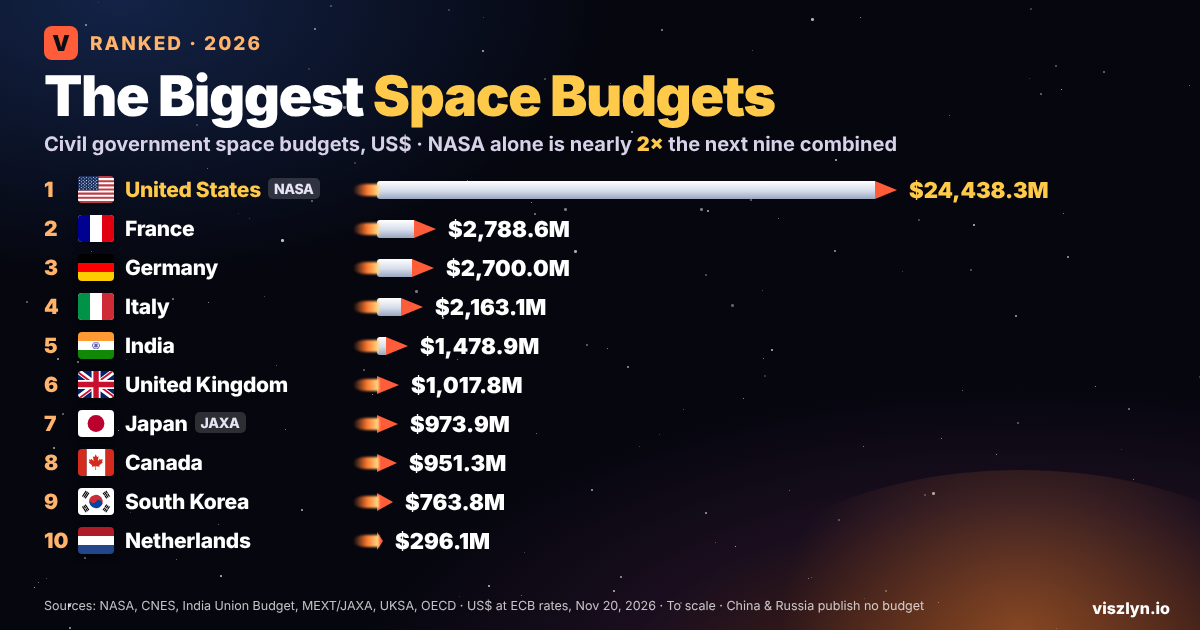 V RANKED · 2026
The Biggest Space Budgets
Civil government space budgets, US$ · NASA alone is nearly 2× the next nine combined
1 United States NASA $24,438.3M
2 France $2,788.6M
3 Germany $2,700.0M
4 Italy $2,163.1M
5 India $1,478.9M
6 United Kingdom $1,017.8M
7 Japan JAXA $973.9M
8 Canada $951.3M
9 South Korea $763.8M
10 Netherlands $296.1M
Sources: NASA, CNES, India Union Budget, MEXT/JAXA, UKSA, OECD · US$ at ECB rates, Nov 20, 2026 · To scale · China & Russia publish no budget
viszlyn.io